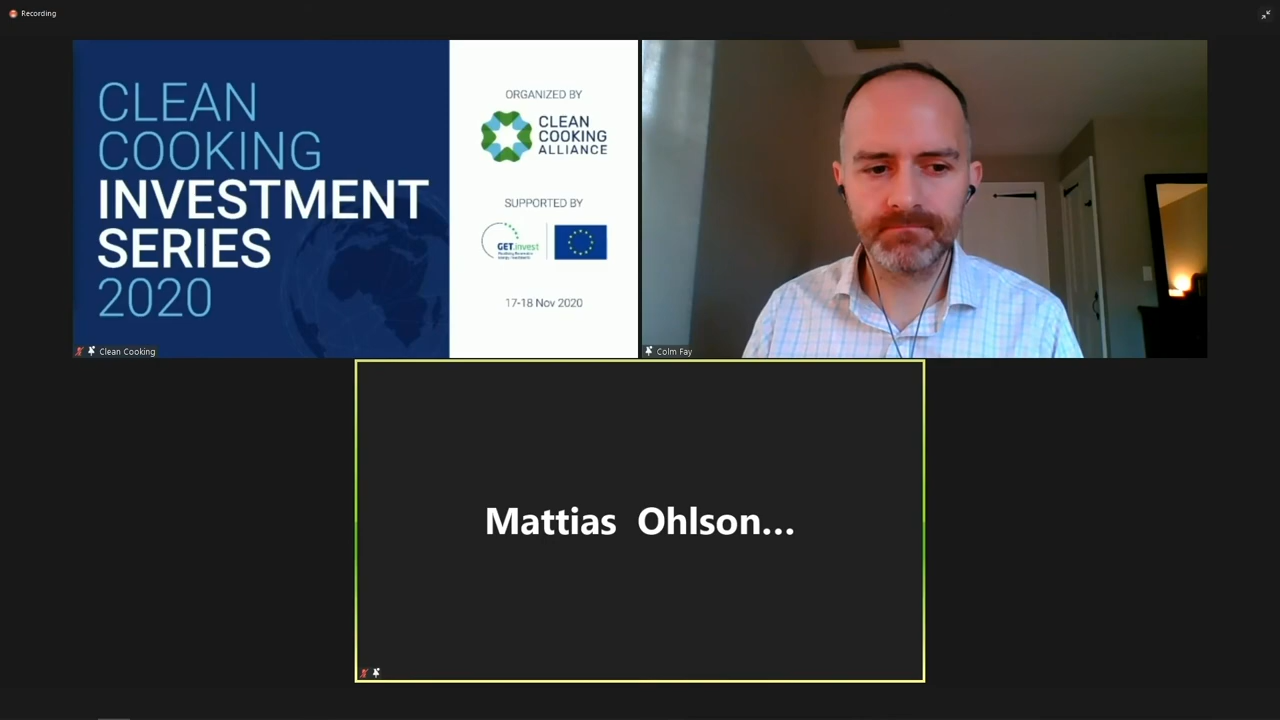 Recording
CLEAN
COOKING
INVESTMENT
SERIES
2020
ORGANIZED BY
CLEAN
COOKING
ALLIANCE
SUPPORTED BY
GET.invest
17-18 Nov 2020
Clean Cooking
Colm Fay
Mattias Ohlson...